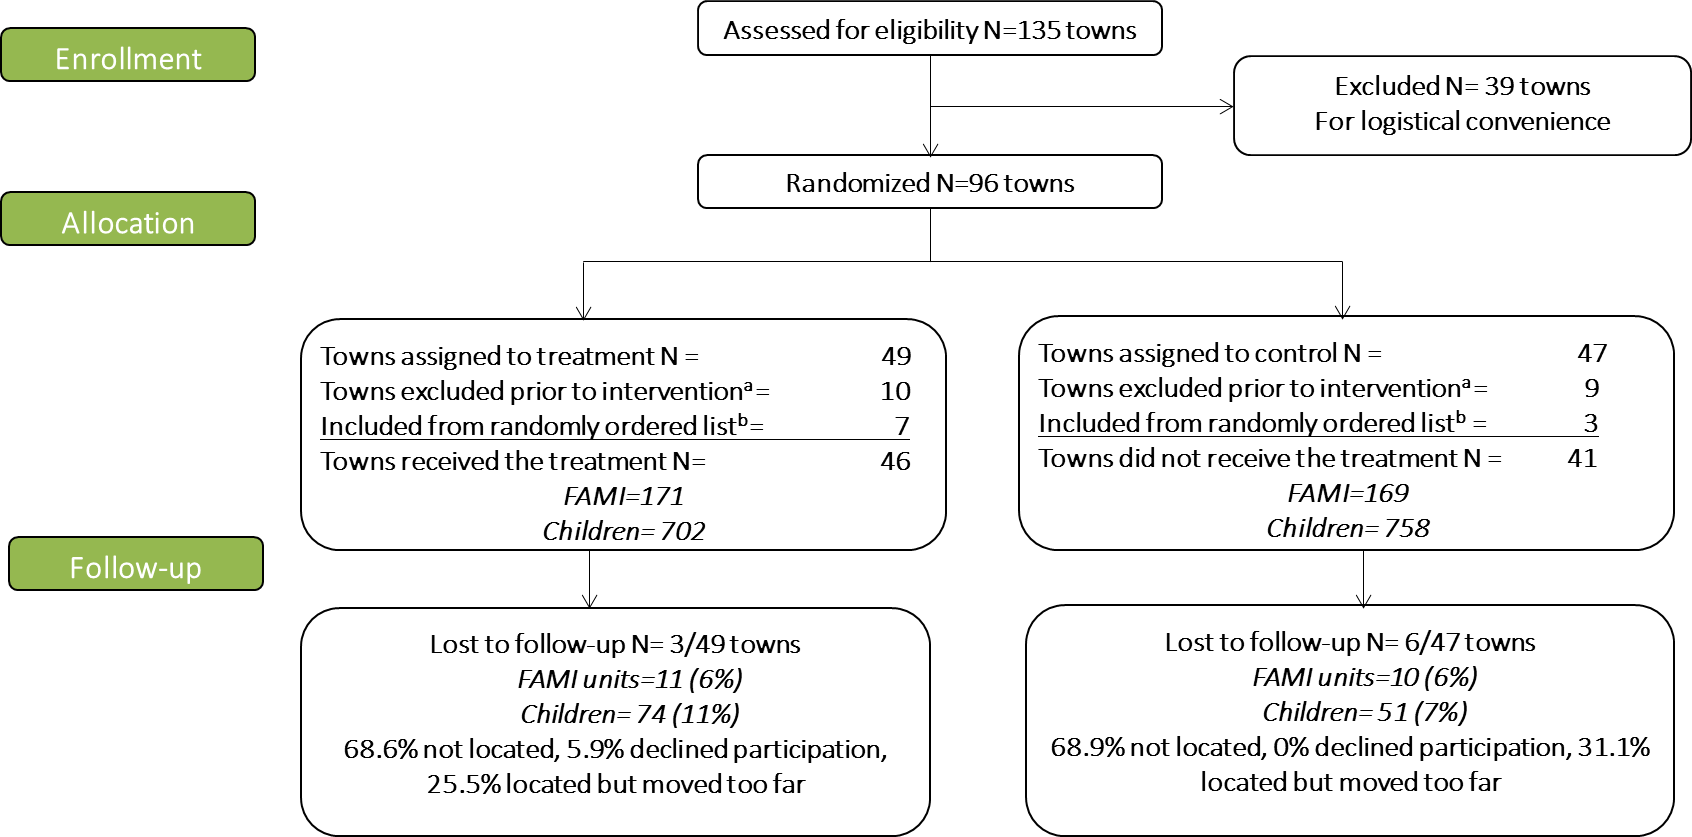 Enrollment
Assessed for eligibility N=135 towns
Excluded N= 39 towns
For logistical convenience
Allocation
Randomized N=96 towns
Towns assigned to treatment N = 49
Towns excluded prior to interventionᵃ= 10
Included from randomly ordered listᵇ= 7
Towns received the treatment N= 46
FAMI=171
Children= 702
Towns assigned to control N = 47
Towns excluded prior to interventionᵃ= 9
Included from randomly ordered listᵇ = 3
Towns did not receive the treatment N = 41
FAMI=169
Children= 758
Follow-up
Lost to follow-up N= 3/49 towns
FAMI units=11 (6%)
Children= 74 (11%)
68.6% not located, 5.9% declined participation,
25.5% located but moved too far
Lost to follow-up N= 6/47 towns
FAMI units=10 (6%)
Children= 51 (7%)
68.9% not located, 0% declined participation, 31.1%
located but moved too far